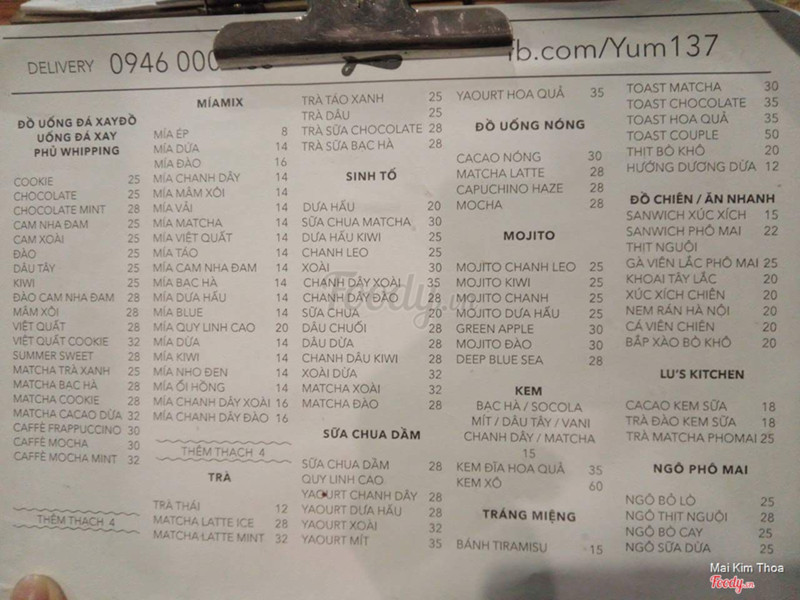 DELIVERY 0946 000
fb.com/Yum137
ĐỒ UỐNG ĐÁ XAYĐỒ
UỐNG ĐÁ XAY
PHỦ WHIPPING
COOKIE 25
CHOCOLATE 25
CHOCOLATE MINT 28
CAM NHA ĐAM 25
CAM XOÀI 25
ĐÀO 25
DÂU TÂY 25
KIWI 25
ĐÀO CAM NHA ĐAM 28
MÂM XÔI 28
VIỆT QUẤT 28
VIỆT QUẤT COOKIE 32
SUMMER SWEET 28
MATCHA TRÀ XANH 25
MATCHA BẠC HÀ 28
MATCHA COOKIE 28
MATCHA CACAO DỪA 32
CAFFÉ FRAPPUCCINO 30
CAFFÉ MOCHA 30
CAFFÉ MOCHA MINT 32
THÊM THẠCH 4
MÍAMIX
MÍA ÉP 8
MÍA DỪA 14
MÍA ĐÀO 16
MÍA CHANH DÂY 14
MÍA MÂM XÔI 14
MÍA VẢI 14
MÍA MATCHA 14
MÍA VIỆT QUẤT 14
MÍA TÁO 14
MÍA CAM NHA ĐAM 14
MÍA BẠC HÀ 14
MÍA DƯA HẤU 14
MÍA BLUE 14
MÍA QUY LINH CAO 20
MÍA DỪA 14
MÍA KIWI 14
MÍA NHO ĐEN 14
MÍA ỔI HỒNG 14
MÍA CHANH DÂY XOÀI 16
MÍA CHANH DÂY ĐÀO 16
THÊM THẠCH 4
TRÀ
TRÀ THÁI 12
MATCHA LATTE ICE 28
MATCHA LATTE MINT 32
TRÀ TÁO XANH 25
TRÀ DÂU 25
TRÀ SỮA CHOCOLATE 28
TRÀ SỮA BẠC HÀ 28
SINH TỐ
DƯA HẤU 20
SỮA CHUA MATCHA 30
DƯA HẤU KIWI 25
CHANH LEO 25
XOÀI 30
CHANH DÂY XOÀI 35
CHANH DÂY ĐÀO 28
SỮA CHUA 20
DÂU CHUỐI 28
DÂU DỪA 28
CHANH DÂU KIWI 28
XOÀI DỪA 32
MATCHA XOÀI 32
MATCHA ĐÀO 28
SỮA CHUA DẦM
SỮA CHUA DẦM 28
QUY LINH CAO
YAOURT CHANH DÂY 28
YAOURT DƯA HẤU 28
YAOURT XOÀI 32
YAOURT MÍT 35
YAOURT HOA QUẢ 35
ĐỒ UỐNG NÓNG
CACAO NÓNG 30
MATCHA LATTE 28
CAPUCHINO HAZE 28
MOCHA 28
MOJITO
MOJITO CHANH LEO 25
MOJITO KIWI 25
MOJITO CHANH 25
MOJITO DƯA HẤU 25
GREEN APPLE 30
MOJITO ĐÀO 30
DEEP BLUE SEA 28
KEM
BẠC HÀ / SOCOLA
MÍT / DÂU TÂY / VANI
CHANH DÂY / MATCHA
15
KEM ĐĨA HOA QUẢ 35
KEM XÔ 60
TRÁNG MIỆNG
BÁNH TIRAMISU 15
TOAST MATCHA 30
TOAST CHOCOLATE 35
TOAST HOA QUẢ 35
TOAST COUPLE 50
THỊT BÒ KHÔ 20
HƯỚNG DƯƠNG DỪA 12
ĐỒ CHIÊN / ĂN NHANH
SANWICH XÚC XÍCH 15
SANWICH PHÔ MAI 22
THỊT NGUỘI
GÀ VIÊN LẮC PHÔ MAI 25
KHOAI TÂY LẮC 20
XÚC XÍCH CHIÊN 20
NEM RÁN HÀ NỘI 20
CÁ VIÊN CHIÊN 20
BẮP XÀO BÒ KHÔ 20
LU'S KITCHEN
CACAO KEM SỮA 18
TRÀ ĐÀO KEM SỮA 18
TRÀ MATCHA PHOMAI 25
NGÔ PHÔ MAI
NGÔ BÒ LÒ 25
NGÔ THỊT NGUỘI 28
NGÔ BÒ CAY 25
NGÔ SỮA DỪA 25
Foody.vn
Mai Kim Thoa
Foody.vn